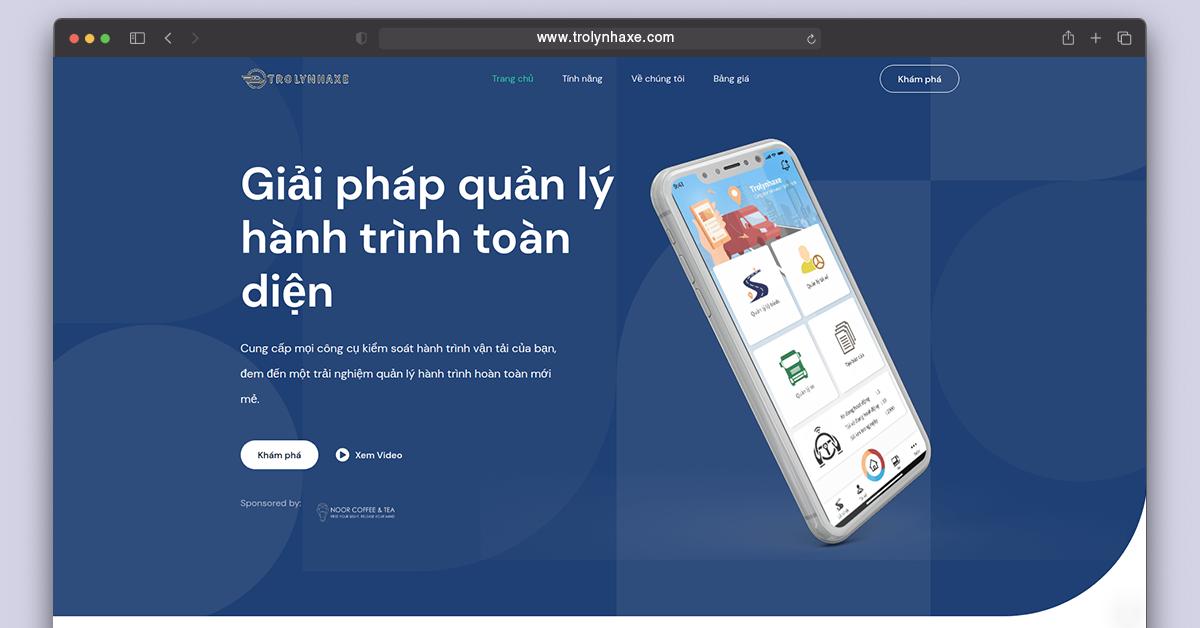 www.trolynhaxe.com
TROLYNHAXE
Trang chủ
Tính năng
Về chúng tôi
Bảng giá
Khám phá
Giải pháp quản lý
hành trình toàn
diện
Cung cấp mọi công cụ kiểm soát hành trình vận tải của bạn,
đem đến một trải nghiệm quản lý hành trình hoàn toàn mới
mẻ.
Khám phá
Xem Video
Sponsored by:
NOOR COFFEE & TEA
9:41
Trolynhaxe
Quản lý lộ trình
Quản lý tài xế
Quản lý xe
Tạo báo cáo